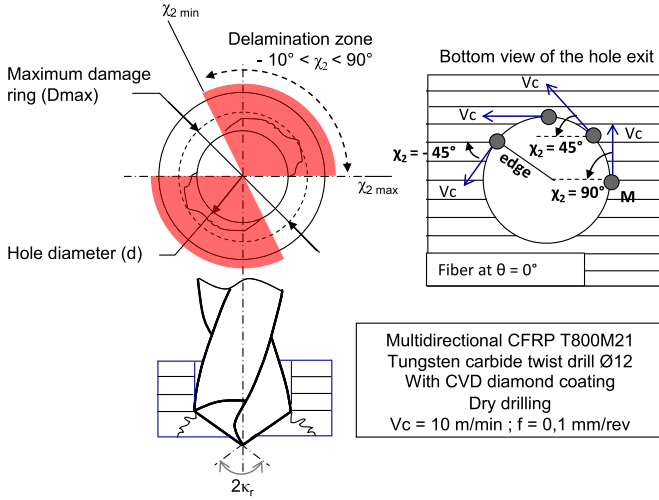 χ₂ min
Delamination zone
- 10° < χ₂ < 90°
Maximum damage
ring (Dmax)
χ₂ max
Hole diameter (d)
2κᵣ
Bottom view of the hole exit
Vc
Vc
Vc
Vc
χ₂ = - 45°
edge
χ₂ = 45°
χ₂ = 90°
M
Fiber at θ = 0°
Multidirectional CFRP T800M21
Tungsten carbide twist drill Ø12
With CVD diamond coating
Dry drilling
Vc = 10 m/min ; f = 0,1 mm/rev